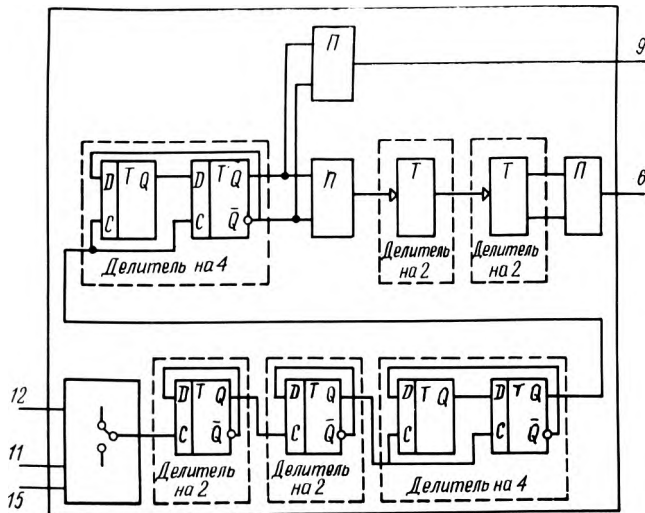 П 9
D T Q D T Q П T T П 6
C C Q̅
Делитель на 4
Делитель на 2
Делитель на 2
12
11
15
D T Q D T Q D T Q D T Q
C Q̅ C Q̅ C C Q̅
Делитель на 2
Делитель на 2
Делитель на 4